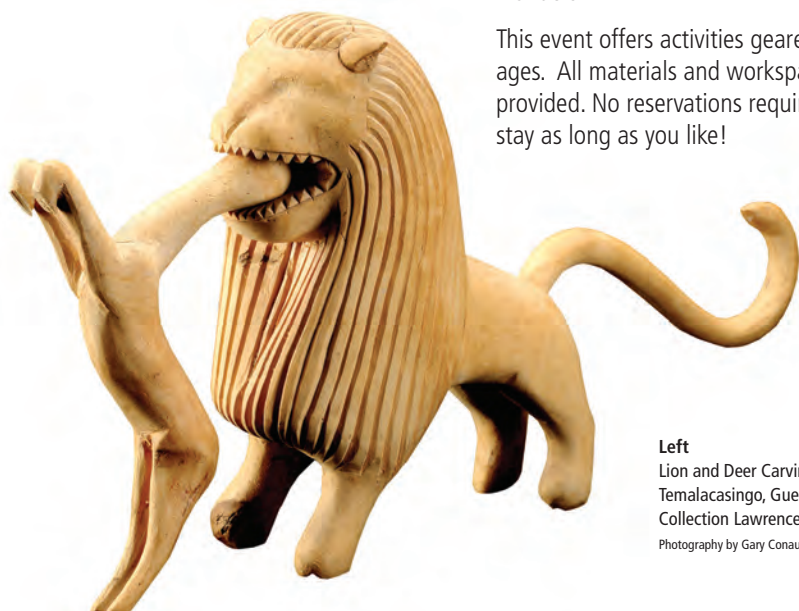 This event offers activities geare
ages. All materials and workspa
provided. No reservations requir
stay as long as you like!
Left
Lion and Deer Carvin
Temalacasingo, Gue
Collection Lawrence
Photography by Gary Conau